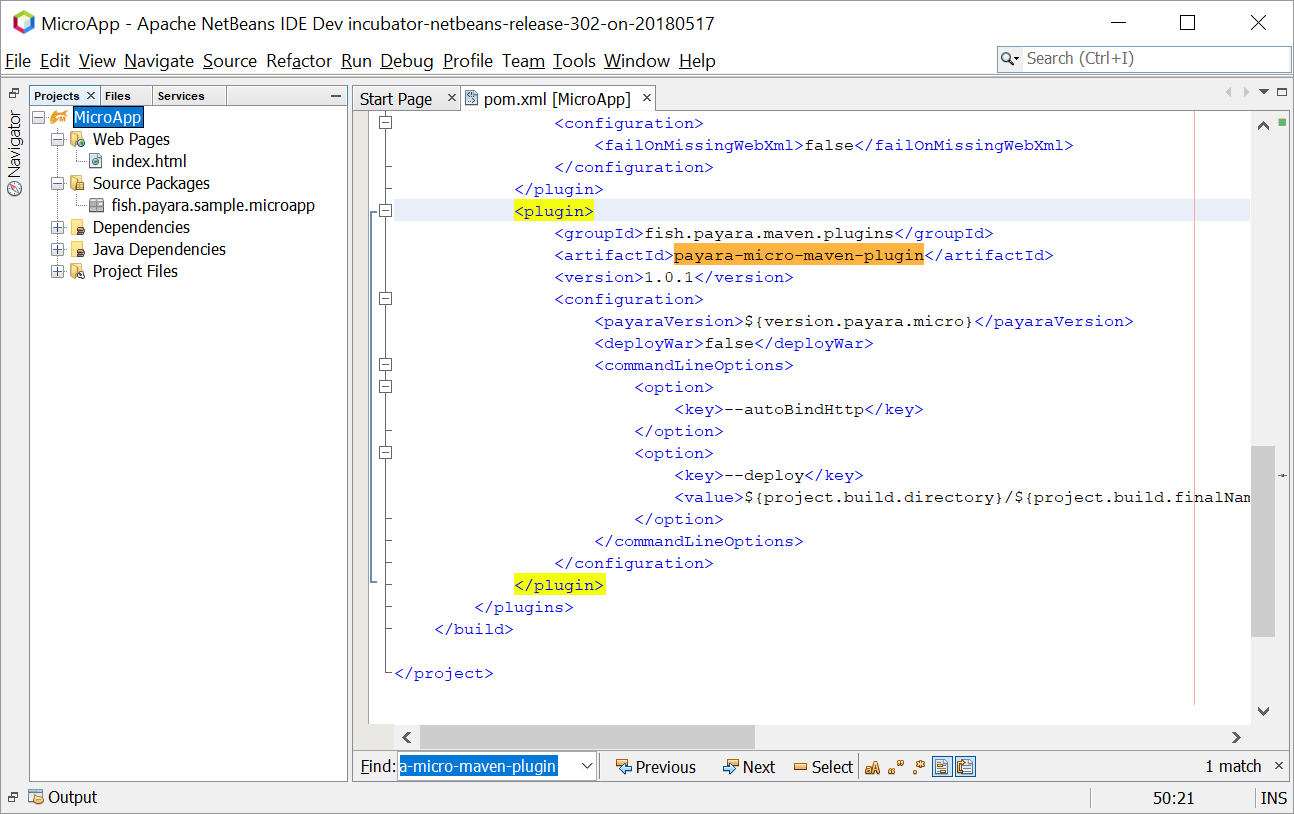 MicroApp - Apache NetBeans IDE Dev incubator-netbeans-release-302-on-20180517
File Edit View Navigate Source Refactor Run Debug Profile Team Tools Window Help
Search (Ctrl+I)
Navigator
Projects Files Services
MicroApp
Web Pages
index.html
Source Packages
fish.payara.sample.microapp
Dependencies
Java Dependencies
Project Files
Start Page pom.xml [MicroApp]
<configuration>
<failOnMissingWebXml>false</failOnMissingWebXml>
</configuration>
</plugin>
<plugin>
<groupId>fish.payara.maven.plugins</groupId>
<artifactId>payara-micro-maven-plugin</artifactId>
<version>1.0.1</version>
<configuration>
<payaraVersion>${version.payara.micro}</payaraVersion>
<deployWar>false</deployWar>
<commandLineOptions>
<option>
<key>--autoBindHttp</key>
</option>
<option>
<key>--deploy</key>
<value>${project.build.directory}/${project.build.finalNam
</option>
</commandLineOptions>
</configuration>
</plugin>
</plugins>
</build>
</project>
Find: a-micro-maven-plugin Previous Next Select aA 1 match
Output
50:21 INS